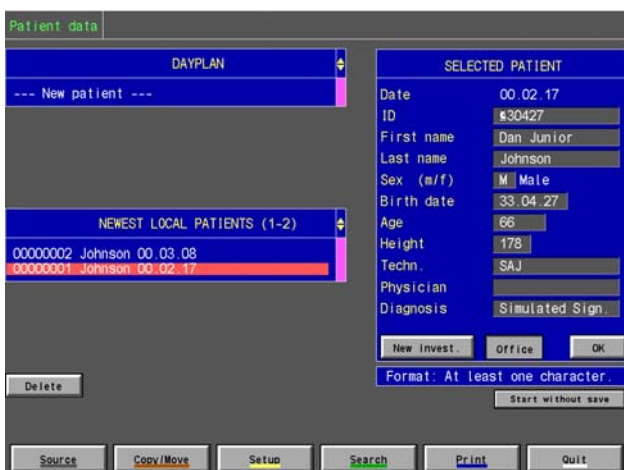 Patient data
DAYPLAN
--- New patient ---
NEWEST LOCAL PATIENTS (1-2)
00000002 Johnson 00.03.08
00000001 Johnson 00.02.17
Delete
SELECTED PATIENT
Date 00.02.17
ID 330427
First name Dan Junior
Last name Johnson
Sex (m/f) M Male
Birth date 33.04.27
Age 66
Height 178
Techn. SAJ
Physician
Diagnosis Simulated Sign.
New invest. Office OK
Format: At least one character.
Start without save
Source Copy/Move Setup Search Print Quit